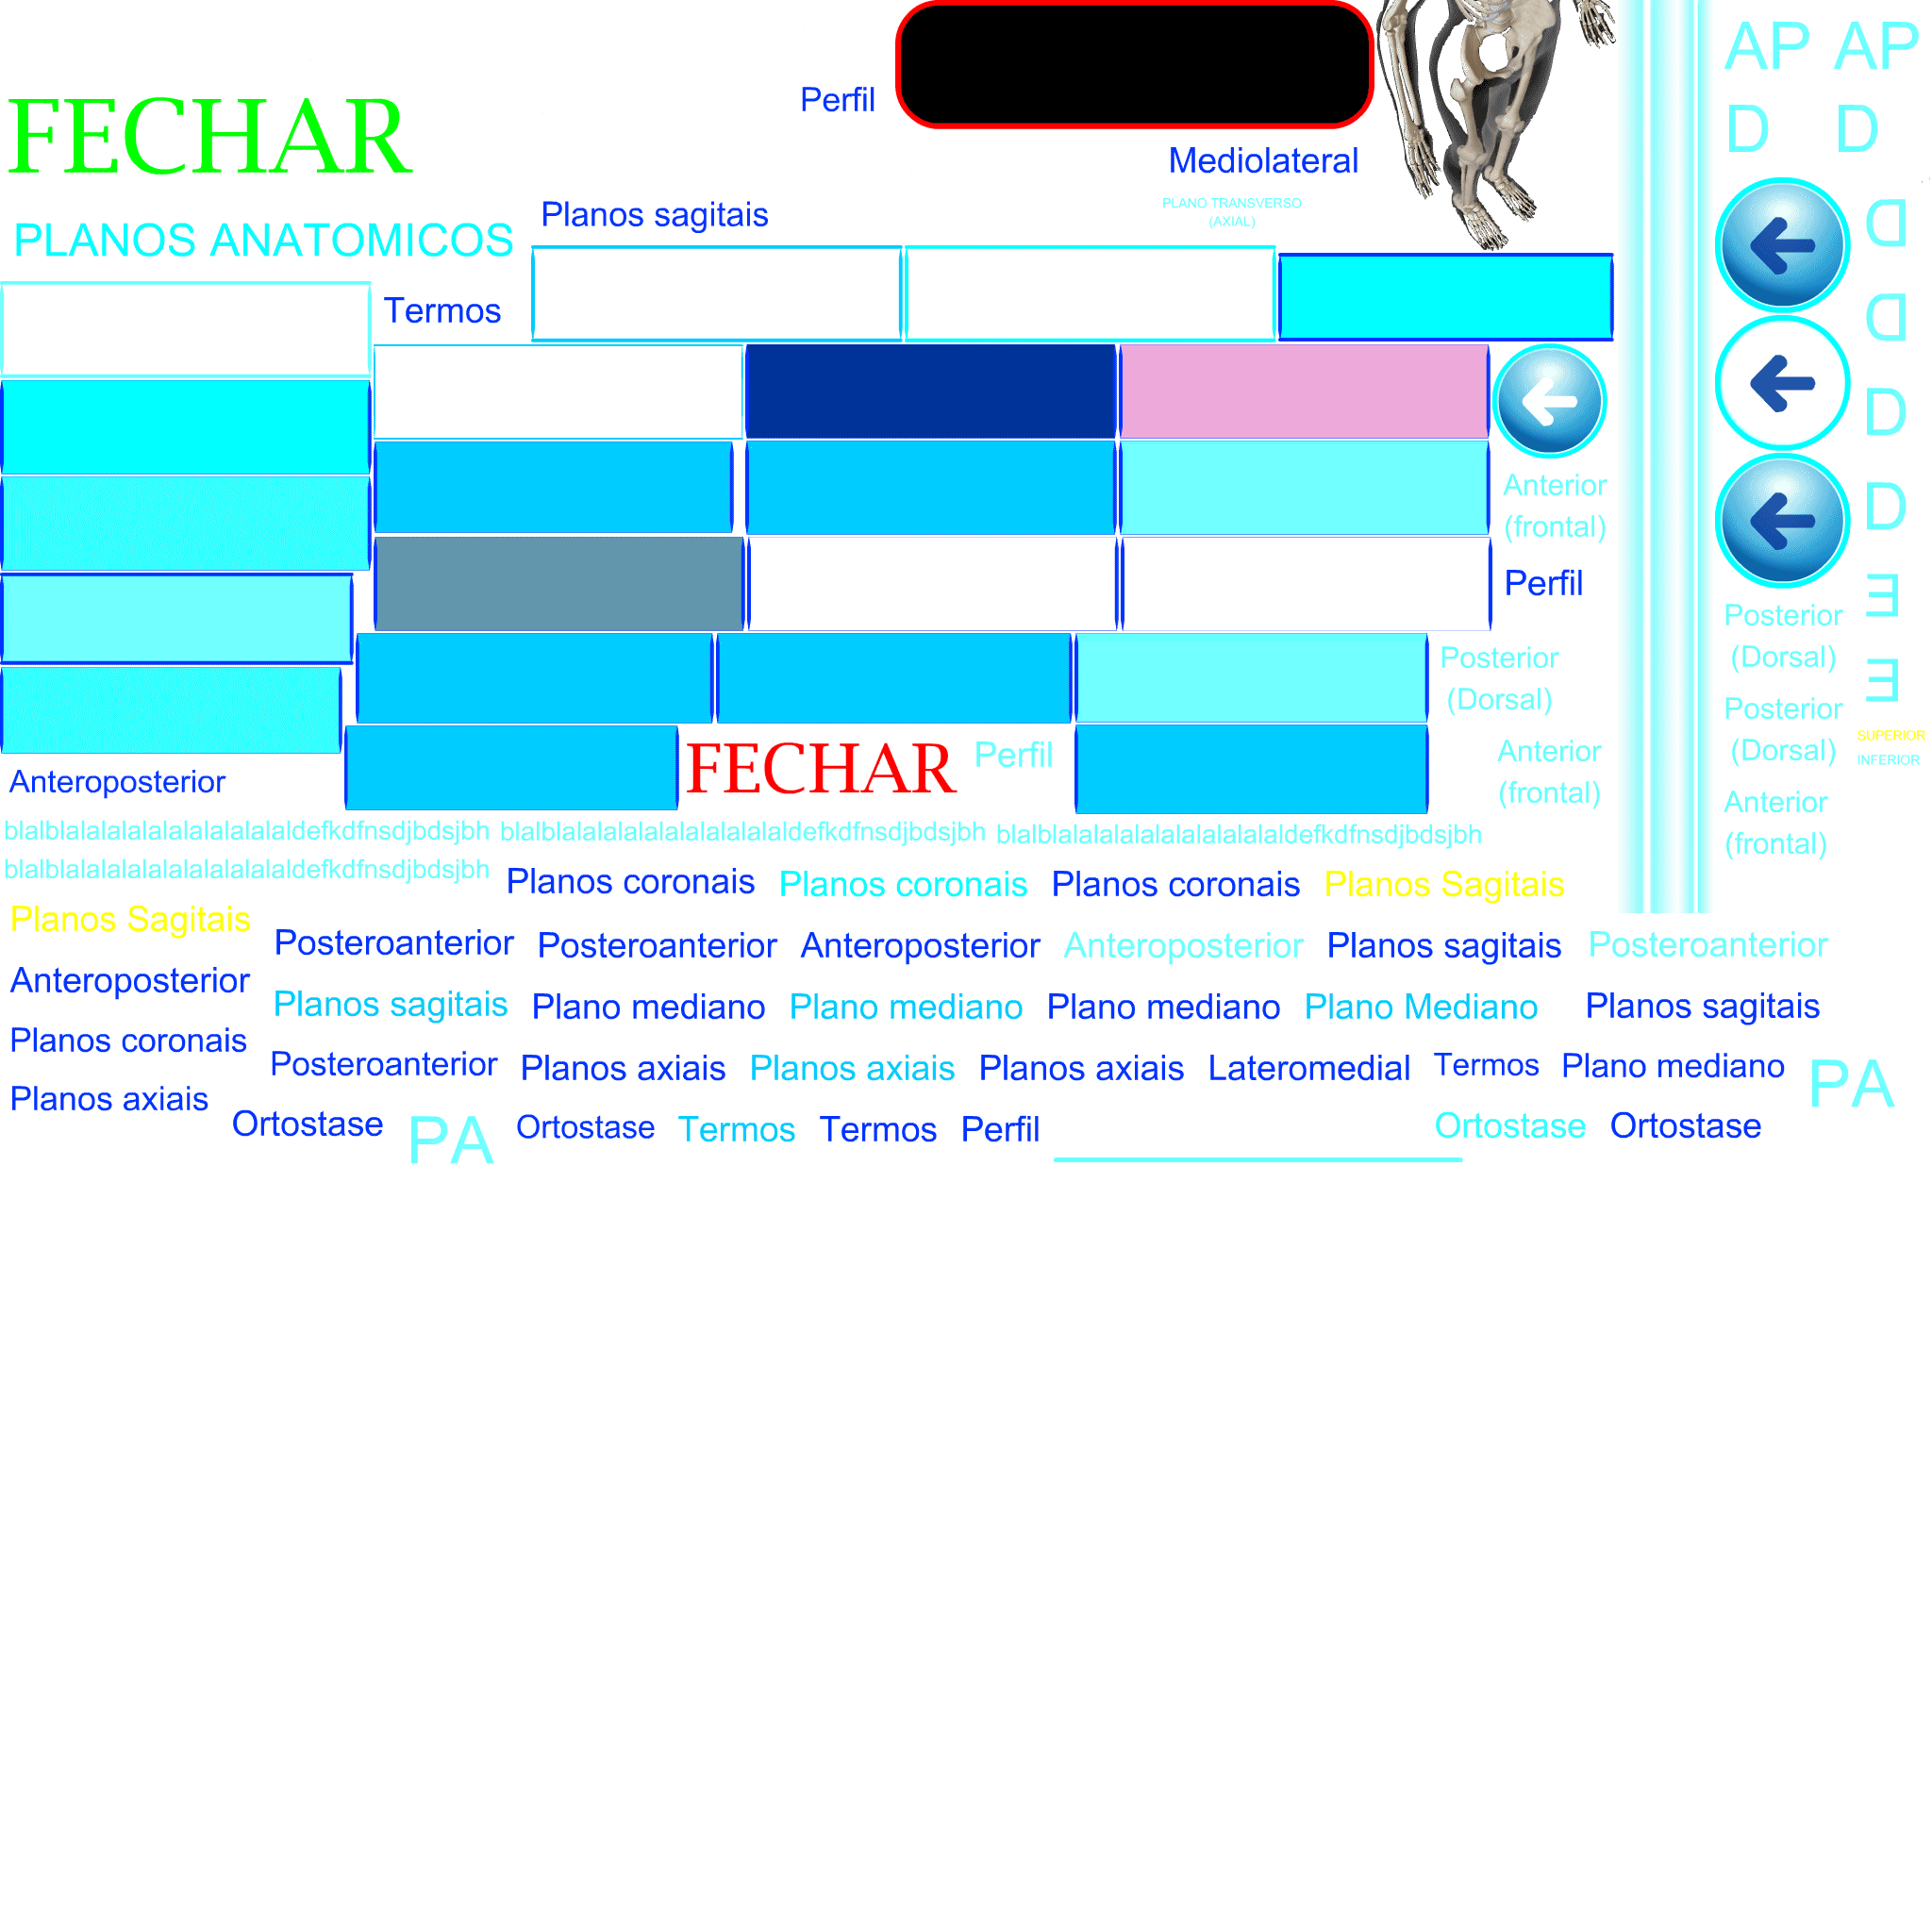 AP AP
Perfil
FECHAR
D D
Mediolateral
PLANO TRANSVERSO
(AXIAL)
Planos sagitais
D
PLANOS ANATOMICOS
Termos
D
D
Anterior
(frontal)
D
Perfil
E
Posterior
(Dorsal)
Posterior
(Dorsal)
E
FECHAR
Perfil
Anterior
(frontal)
Posterior
(Dorsal)
SUPERIOR
INFERIOR
Anteroposterior
Anterior
(frontal)
blalblalalalalalalalalalaldefkdfnsdjbdsjbh blalblalalalalalalalalalaldefkdfnsdjbdsjbh blalblalalalalalalalalalaldefkdfnsdjbdsjbh
blalblalalalalalalalalalaldefkdfnsdjbdsjbh
Planos coronais Planos coronais Planos coronais Planos Sagitais
Planos Sagitais
Posteroanterior Posteroanterior Anteroposterior Anteroposterior Planos sagitais Posteroanterior
Anteroposterior
Planos sagitais Plano mediano Plano mediano Plano mediano Plano Mediano Planos sagitais
Planos coronais
Posteroanterior Planos axiais Planos axiais Planos axiais Lateromedial Termos Plano mediano PA
Planos axiais
Ortostase PA Ortostase Termos Termos Perfil Ortostase Ortostase